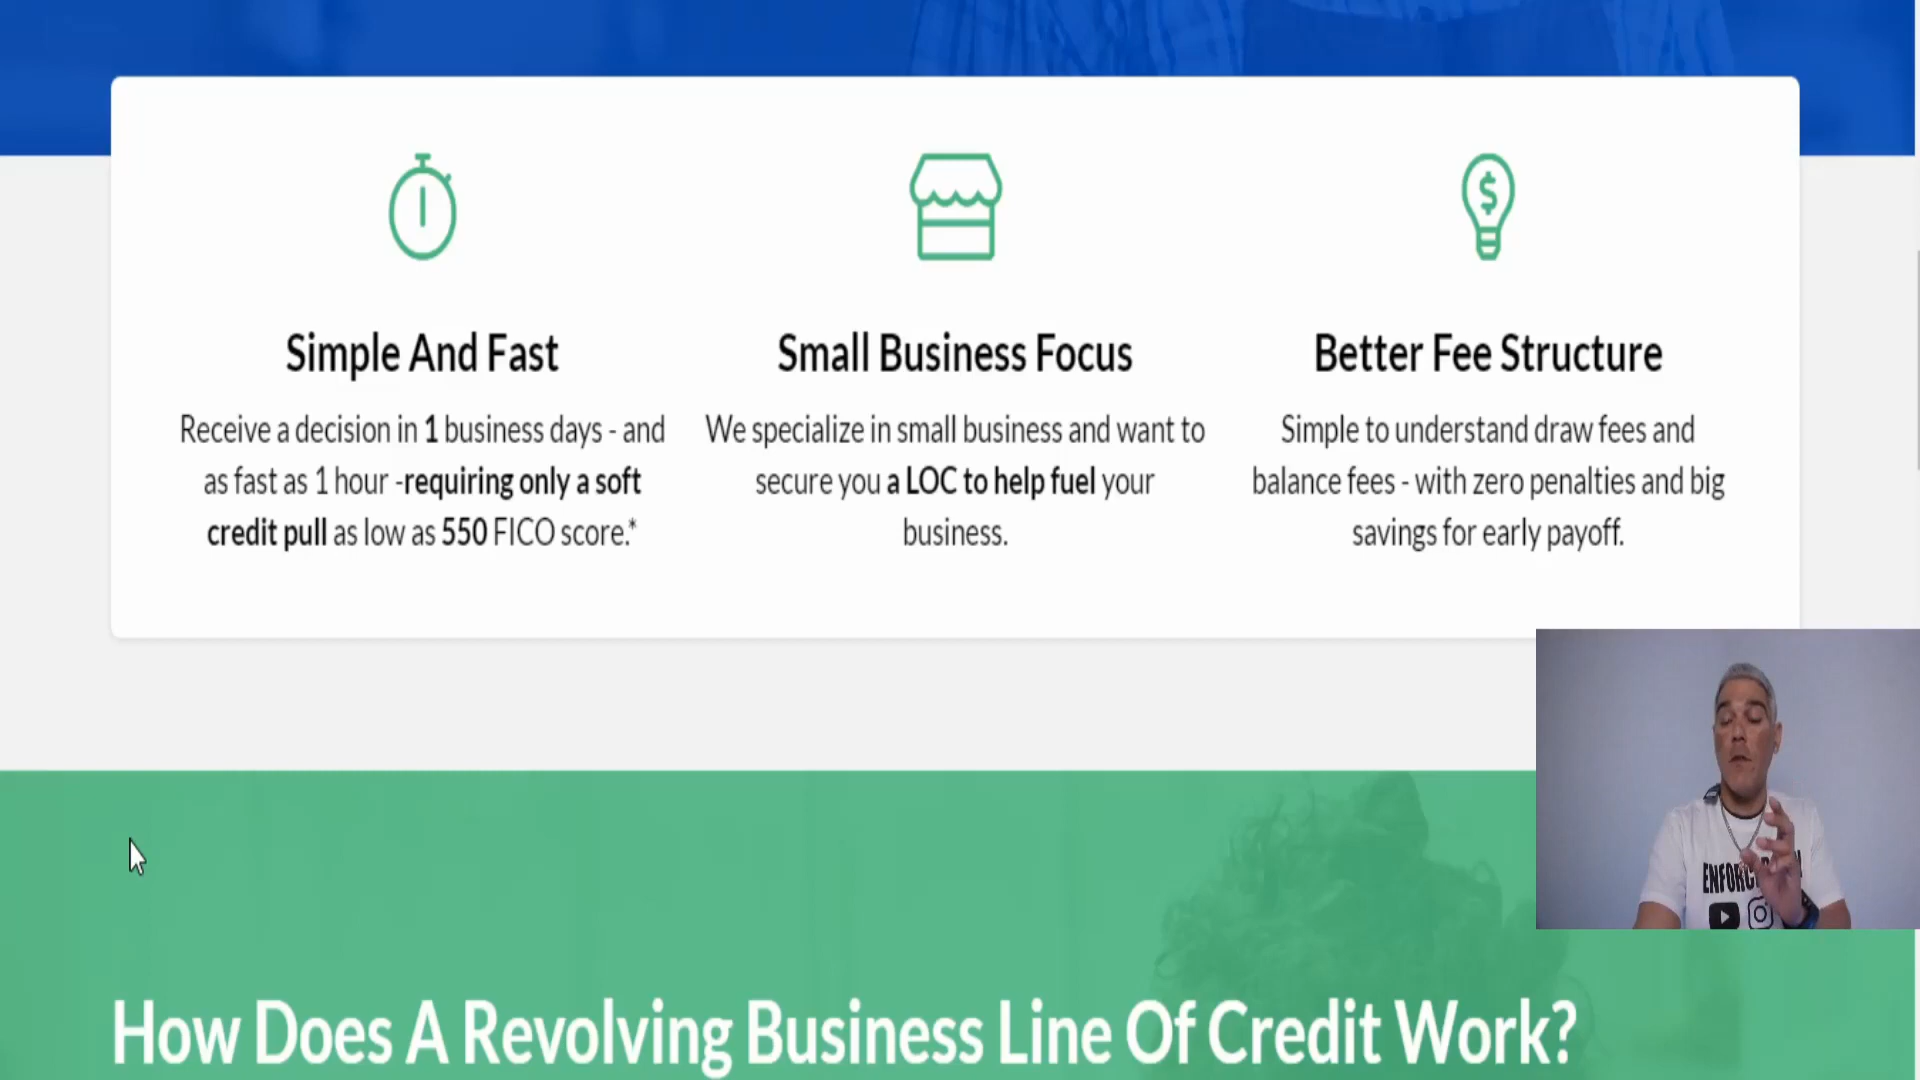 Simple And Fast
Receive a decision in 1 business days - and
as fast as 1 hour -requiring only a soft
credit pull as low as 550 FICO score.*
Small Business Focus
We specialize in small business and want to
secure you a LOC to help fuel your
business.
Better Fee Structure
Simple to understand draw fees and
balance fees - with zero penalties and big
savings for early payoff.
How Does A Revolving Business Line Of Credit Work?